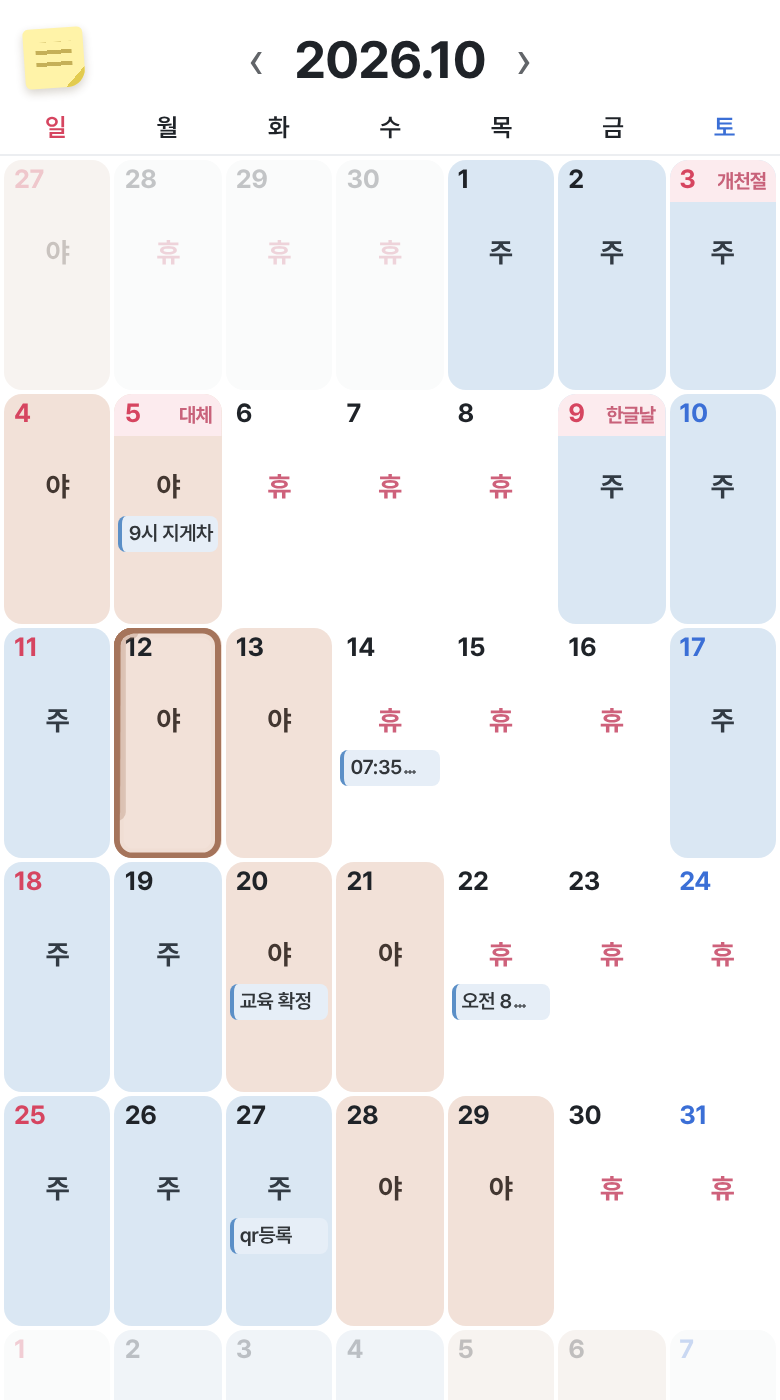 ‹ 2026.10 ›
일 월 화 수 목 금 토
27 28 29 30 1 2 3 개천절
야 휴 휴 휴 주 주 주
4 5 대체 6 7 8 9 한글날 10
야 야 휴 휴 휴 주 주
9시 지게차
11 12 13 14 15 16 17
주 야 야 휴 휴 휴 주
07:35...
18 19 20 21 22 23 24
주 주 야 야 휴 휴 휴
교육 확정 오전 8...
25 26 27 28 29 30 31
주 주 주 야 야 휴 휴
qr등록
1 2 3 4 5 6 7